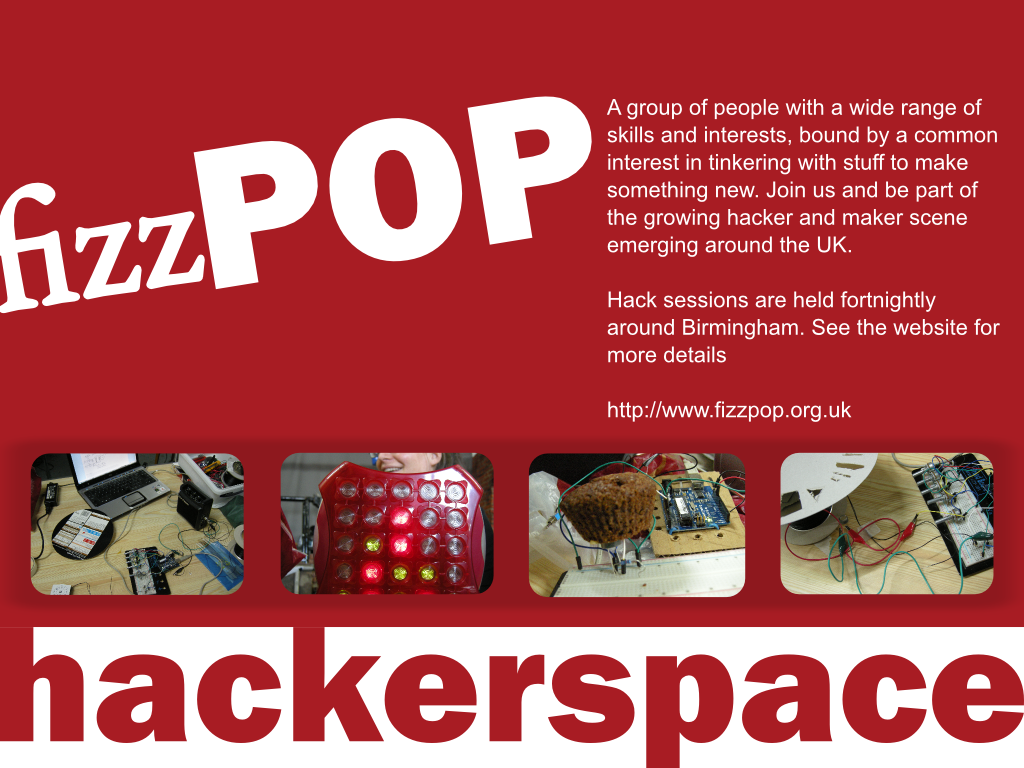 fizzPOP
A group of people with a wide range of
skills and interests, bound by a common
interest in tinkering with stuff to make
something new. Join us and be part of
the growing hacker and maker scene
emerging around the UK.
Hack sessions are held fortnightly
around Birmingham. See the website for
more details
http://www.fizzpop.org.uk
hackerspace